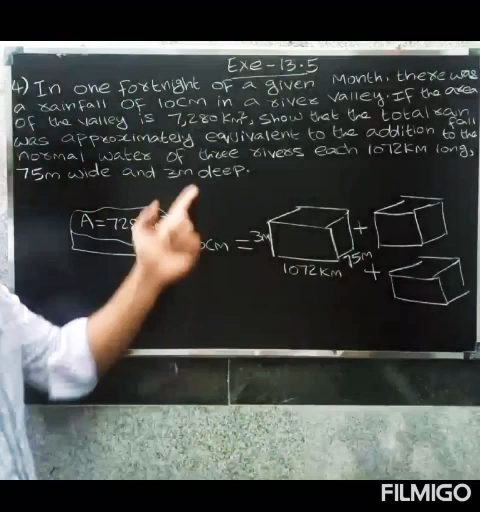 Exe-13.5
4) In one fortnight of a given month, there was
a rainfall of 10cm in a river valley. If the area
of the valley is 7,280 km², show that the total rain
fall
was approximately equivalent to the addition to the
normal water of three rivers each 1072km long,
75m wide and 3m deep.
A=728
cm = 3m + 
75m
1072km +
FILMIGO